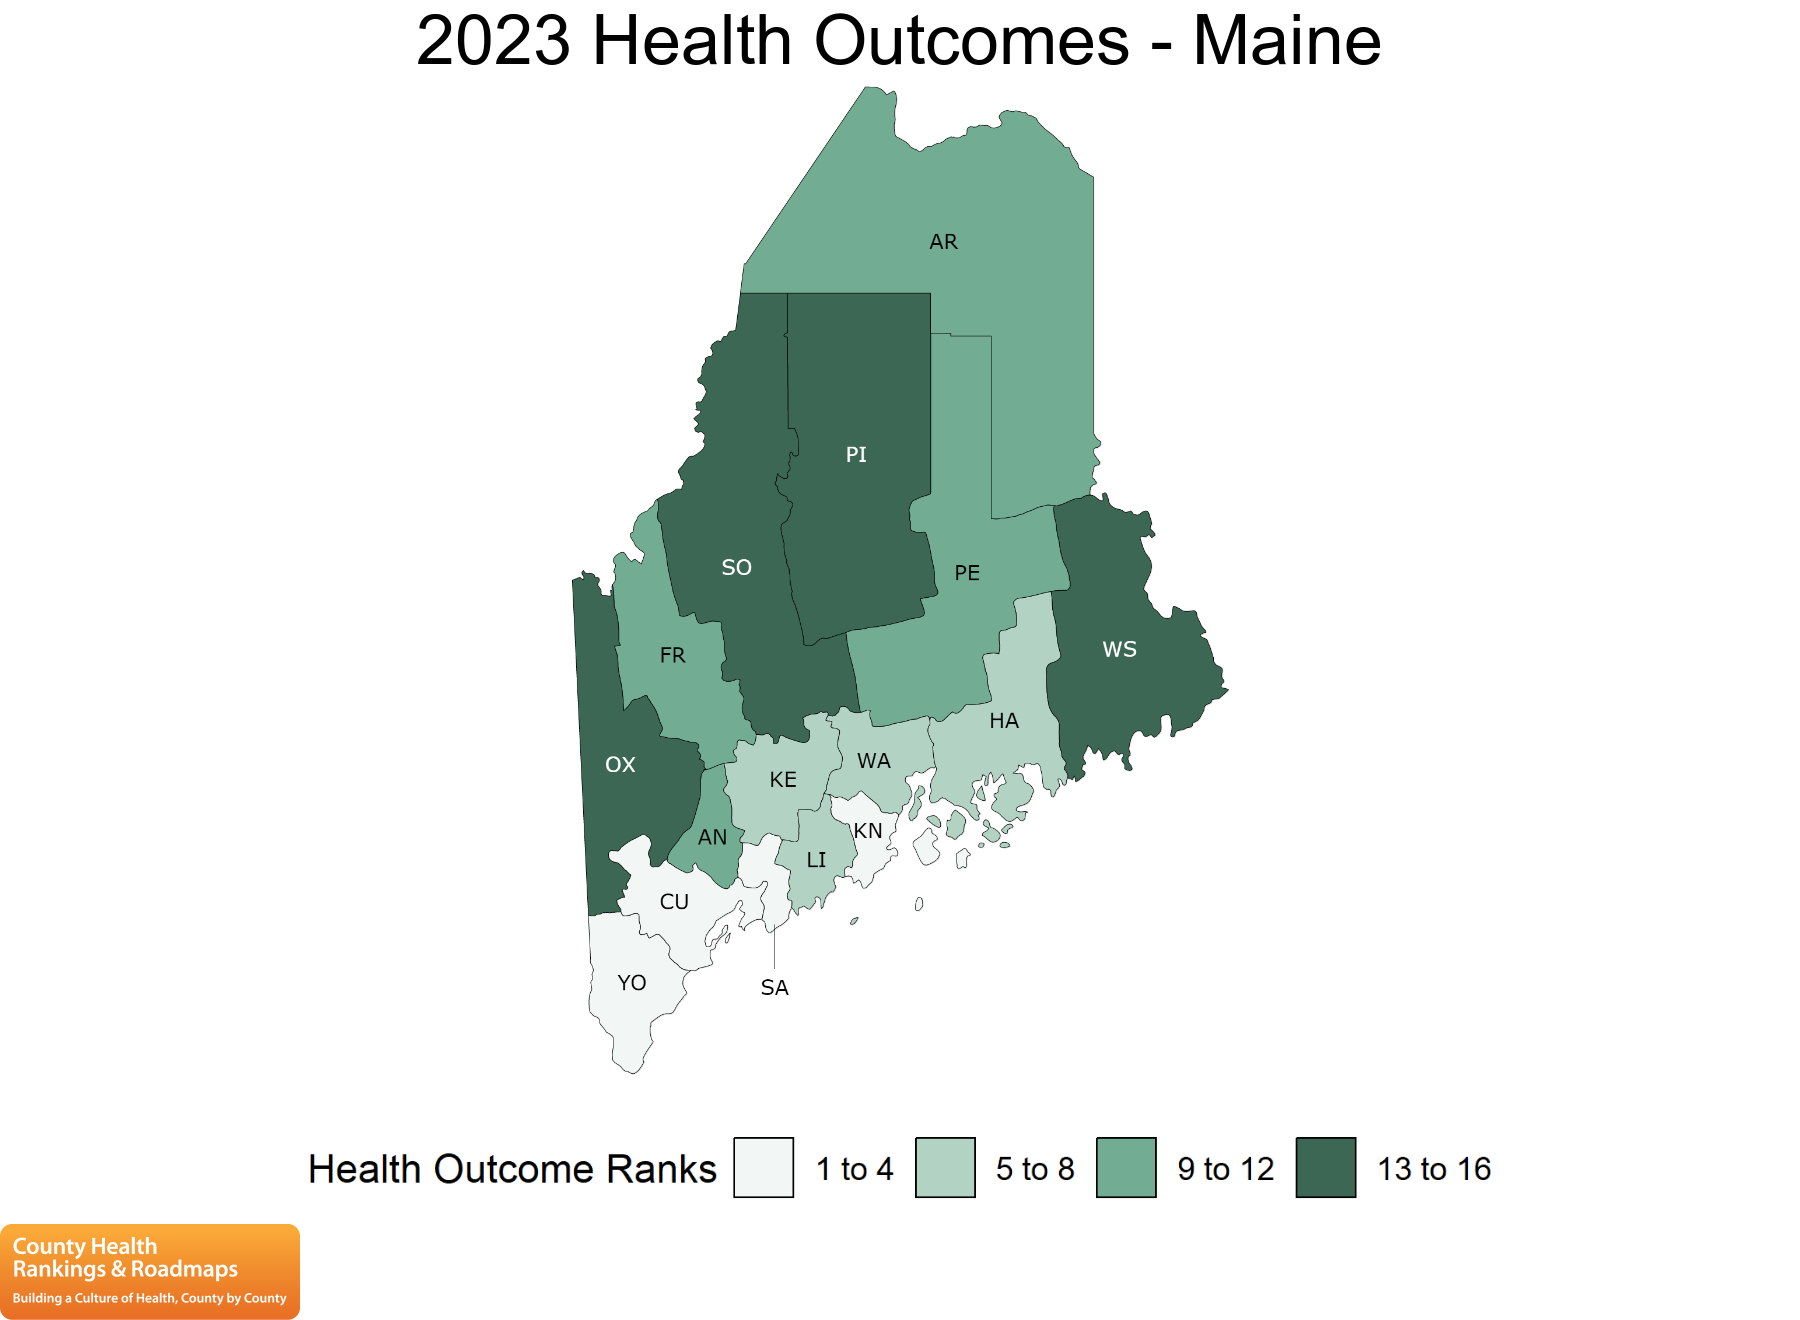 2023 Health Outcomes - Maine
AR
PI
SO
PE
WS
FR
HA
OX
WA
KE
KN
AN
LI
CU
YO
SA
Health Outcome Ranks 1 to 4 5 to 8 9 to 12 13 to 16
County Health
Rankings & Roadmaps
Building a Culture of Health, County by County